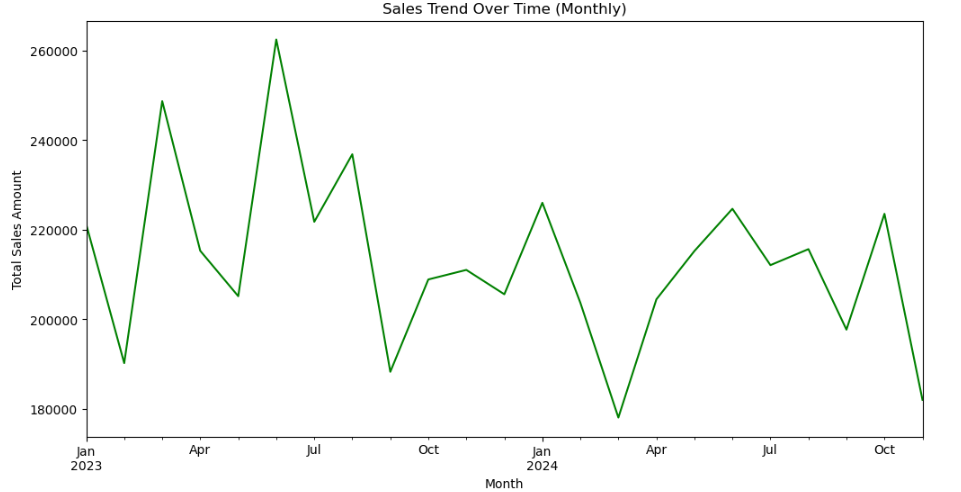 Sales Trend Over Time (Monthly)
Total Sales Amount
260000
240000
220000
200000
180000
Jan Apr Jul Oct Jan Apr Jul Oct
2023 2024
Month